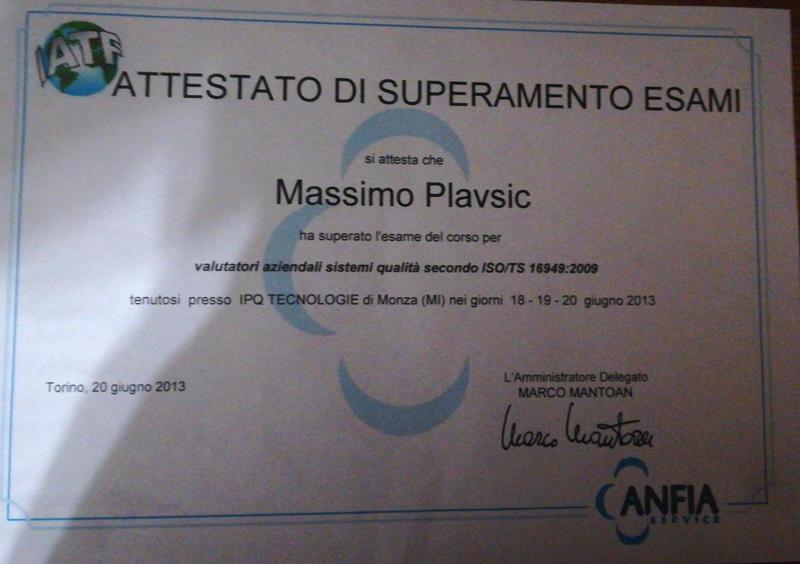 IATF
ATTESTATO DI SUPERAMENTO ESAMI
si attesta che
Massimo Plavsic
ha superato l'esame del corso per
valutatori aziendali sistemi qualità secondo ISO/TS 16949:2009
tenutosi presso IPQ TECNOLOGIE di Monza (MI) nei giorni 18 - 19 - 20 giugno 2013
Torino, 20 giugno 2013
L'Amministratore Delegato
MARCO MANTOAN
Marco Mantoan
ANFIA
SERVICE